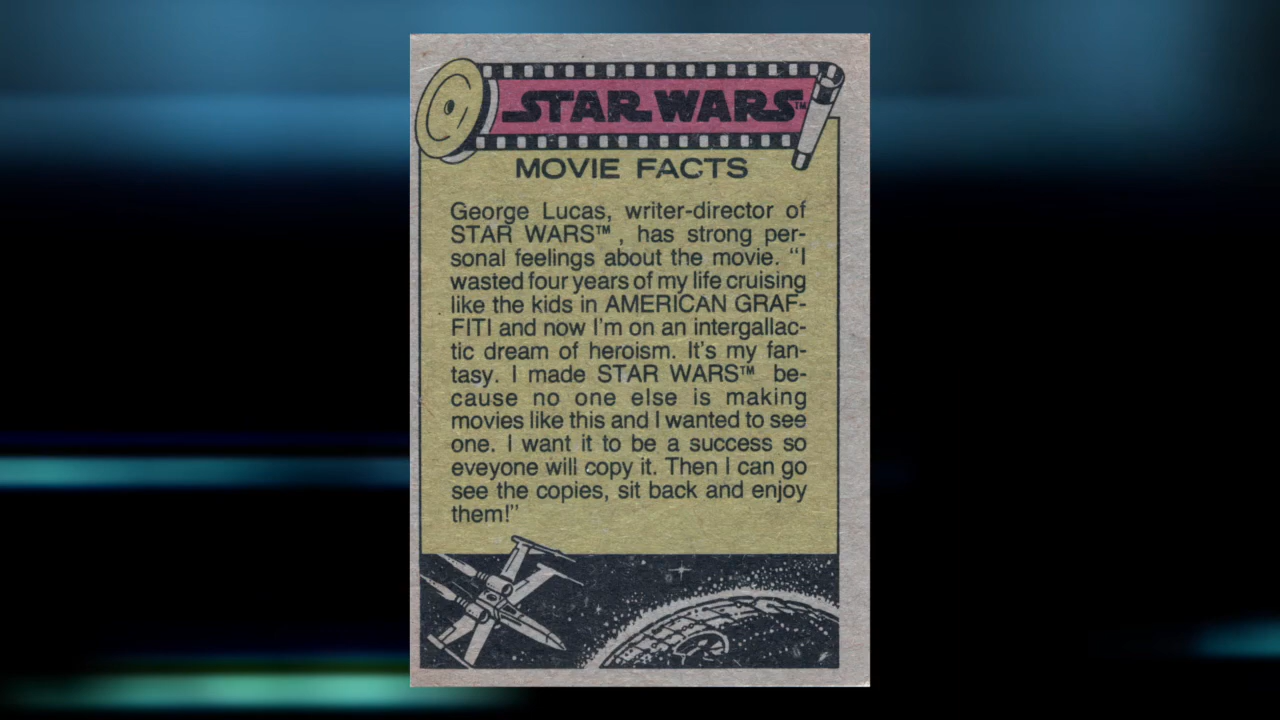 STAR WARS™
MOVIE FACTS
George Lucas, writer-director of
STAR WARS™ , has strong per-
sonal feelings about the movie. “I
wasted four years of my life cruising
like the kids in AMERICAN GRAF-
FITI and now I’m on an intergallac-
tic dream of heroism. It’s my fan-
tasy. I made STAR WARS™ be-
cause no one else is making
movies like this and I wanted to see
one. I want it to be a success so
eveyone will copy it. Then I can go
see the copies, sit back and enjoy
them!”